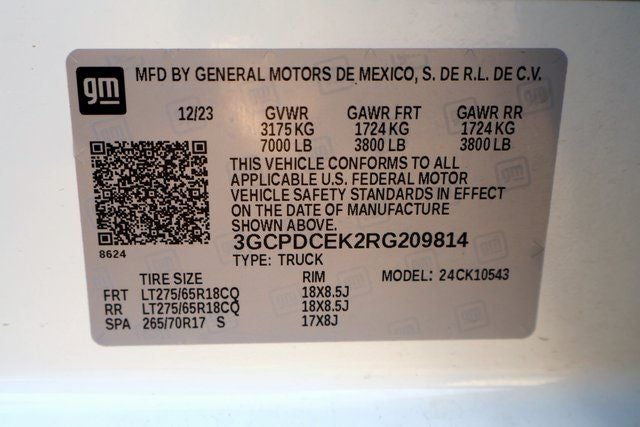 gm
MFD BY GENERAL MOTORS DE MEXICO, S. DE R.L. DE C.V.
12/23 GVWR GAWR FRT GAWR RR
3175 KG 1724 KG 1724 KG
7000 LB 3800 LB 3800 LB
THIS VEHICLE CONFORMS TO ALL
APPLICABLE U.S. FEDERAL MOTOR
VEHICLE SAFETY STANDARDS IN EFFECT
ON THE DATE OF MANUFACTURE
SHOWN ABOVE.
8624
3GCPDCEK2RG209814
TYPE: TRUCK
TIRE SIZE RIM MODEL: 24CK10543
FRT LT275/65R18CQ 18X8.5J
RR LT275/65R18CQ 18X8.5J
SPA 265/70R17 S 17X8J